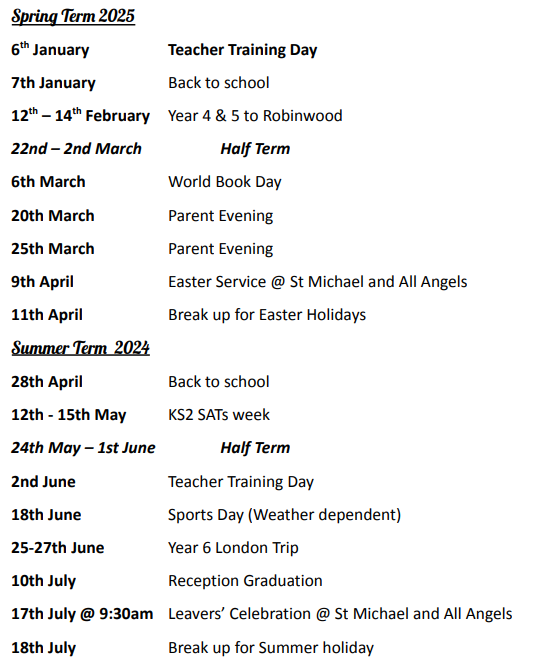 Spring Term 2025
6th January Teacher Training Day
7th January Back to school
12th – 14th February Year 4 & 5 to Robinwood
22nd – 2nd March Half Term
6th March World Book Day
20th March Parent Evening
25th March Parent Evening
9th April Easter Service @ St Michael and All Angels
11th April Break up for Easter Holidays
Summer Term 2024
28th April Back to school
12th - 15th May KS2 SATs week
24th May – 1st June Half Term
2nd June Teacher Training Day
18th June Sports Day (Weather dependent)
25-27th June Year 6 London Trip
10th July Reception Graduation
17th July @ 9:30am Leavers’ Celebration @ St Michael and All Angels
18th July Break up for Summer holiday